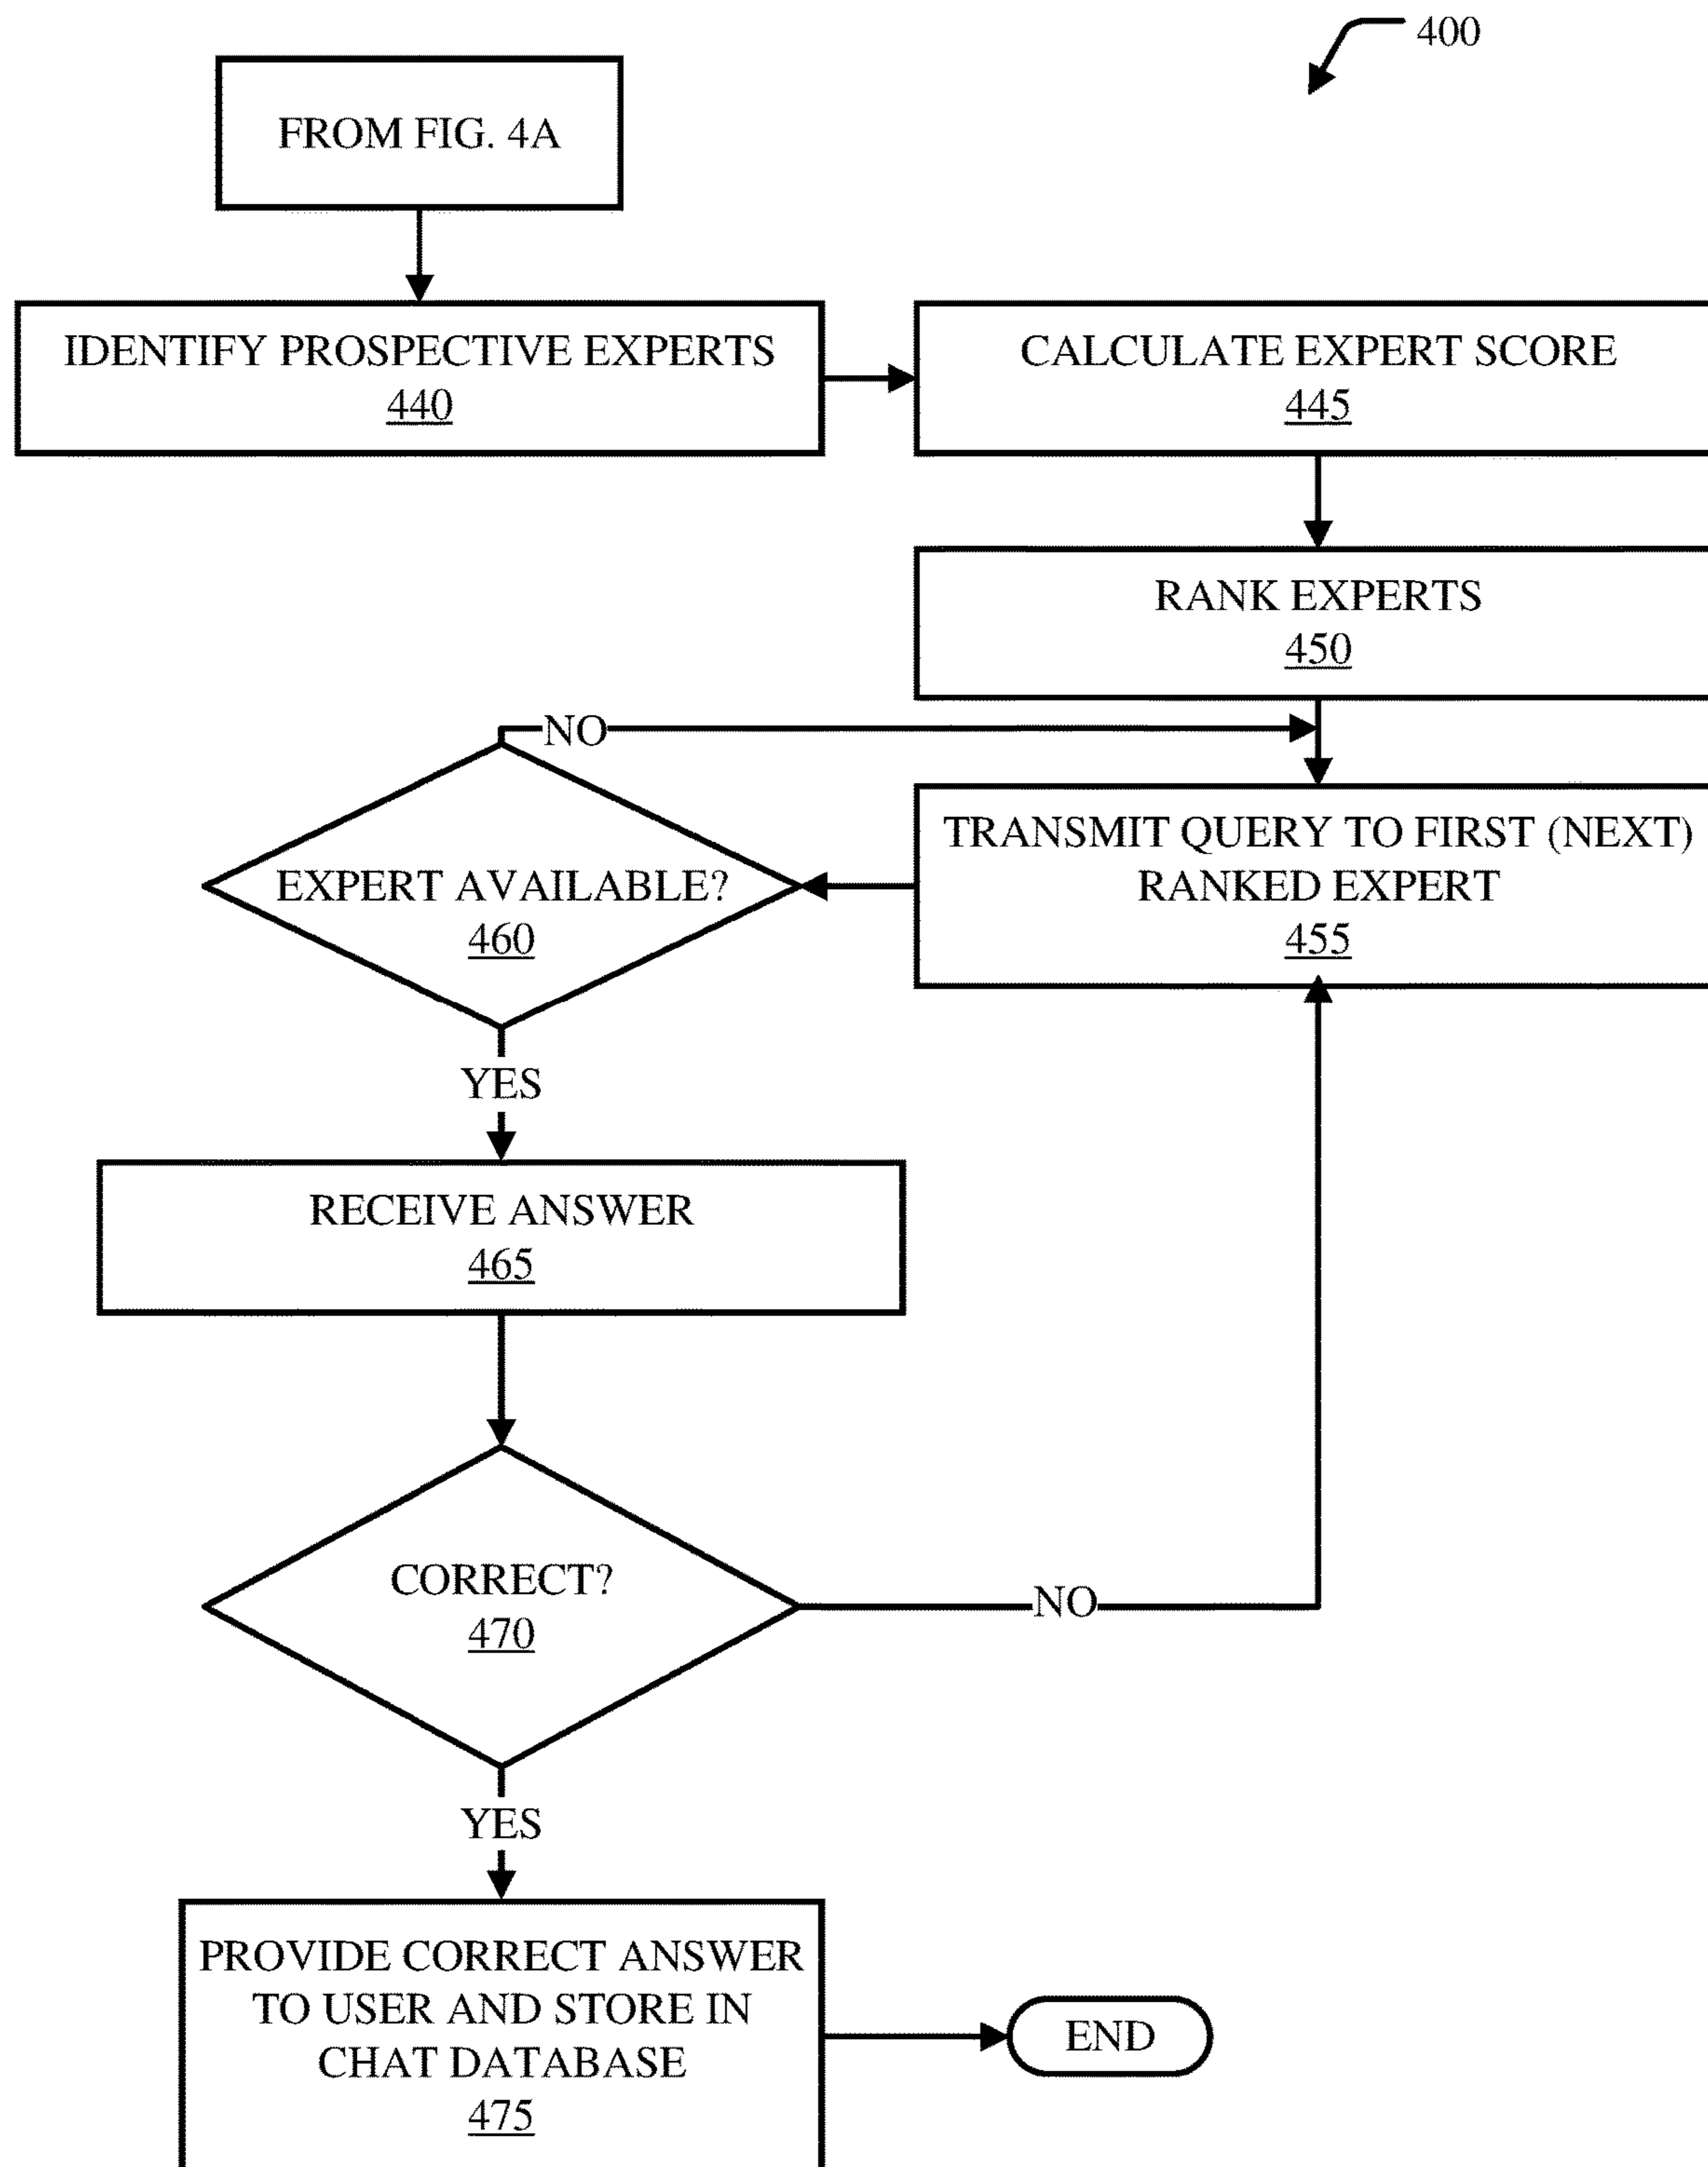 400
FROM FIG. 4A
IDENTIFY PROSPECTIVE EXPERTS
440
CALCULATE EXPERT SCORE
445
RANK EXPERTS
450
NO
TRANSMIT QUERY TO FIRST (NEXT)
RANKED EXPERT
455
EXPERT AVAILABLE?
460
YES
RECEIVE ANSWER
465
CORRECT?
470
NO
YES
PROVIDE CORRECT ANSWER
TO USER AND STORE IN
CHAT DATABASE
475
END